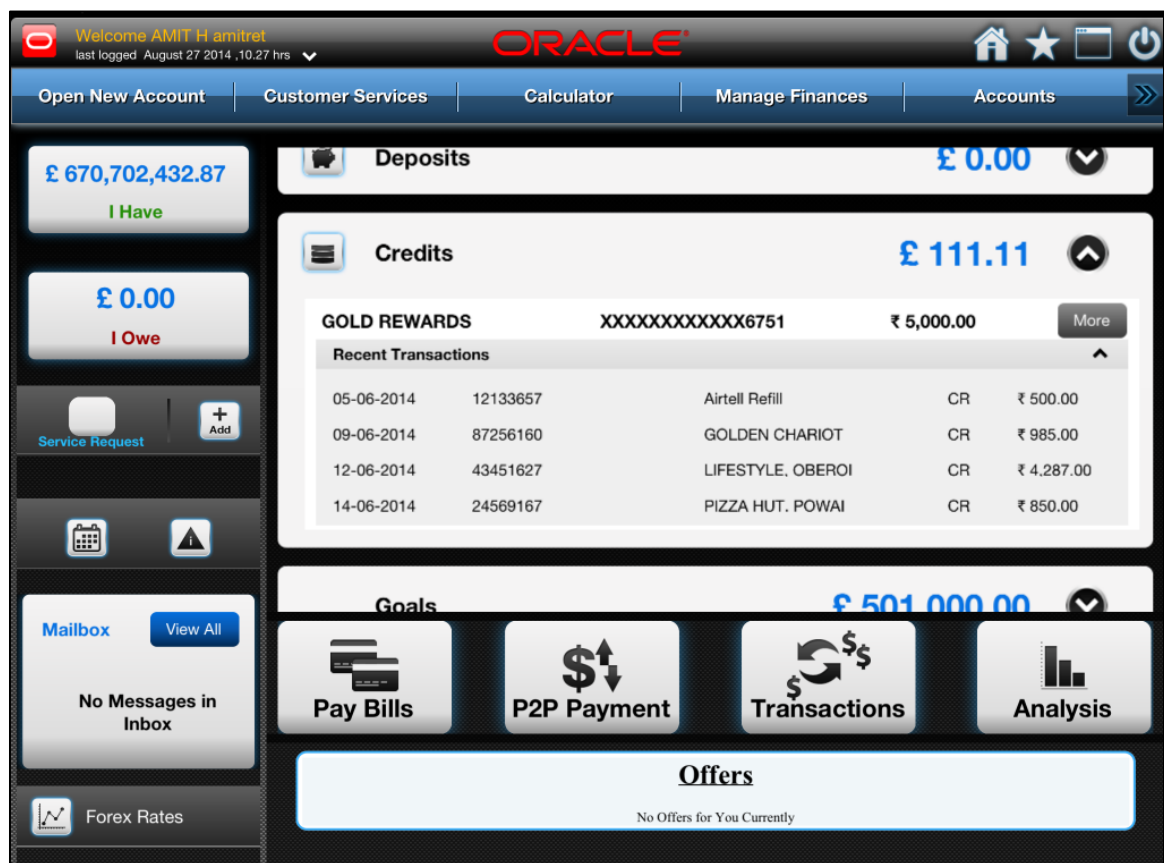 Welcome AMIT H amitret
last logged August 27 2014 ,10.27 hrs
ORACLE
Open New Account Customer Services Calculator Manage Finances Accounts
£ 670,702,432.87
I Have
£ 0.00
I Owe
Service Request
Add
Mailbox View All
No Messages in
Inbox
Forex Rates
Deposits £ 0.00
Credits £ 111.11
GOLD REWARDS XXXXXXXXXXXX6751 ₹ 5,000.00 More
Recent Transactions
05-06-2014 12133657 Airtell Refill CR ₹ 500.00
09-06-2014 87256160 GOLDEN CHARIOT CR ₹ 985.00
12-06-2014 43451627 LIFESTYLE, OBEROI CR ₹ 4,287.00
14-06-2014 24569167 PIZZA HUT. POWAI CR ₹ 850.00
Goals £ 501,000.00
Pay Bills P2P Payment Transactions Analysis
Offers
No Offers for You Currently